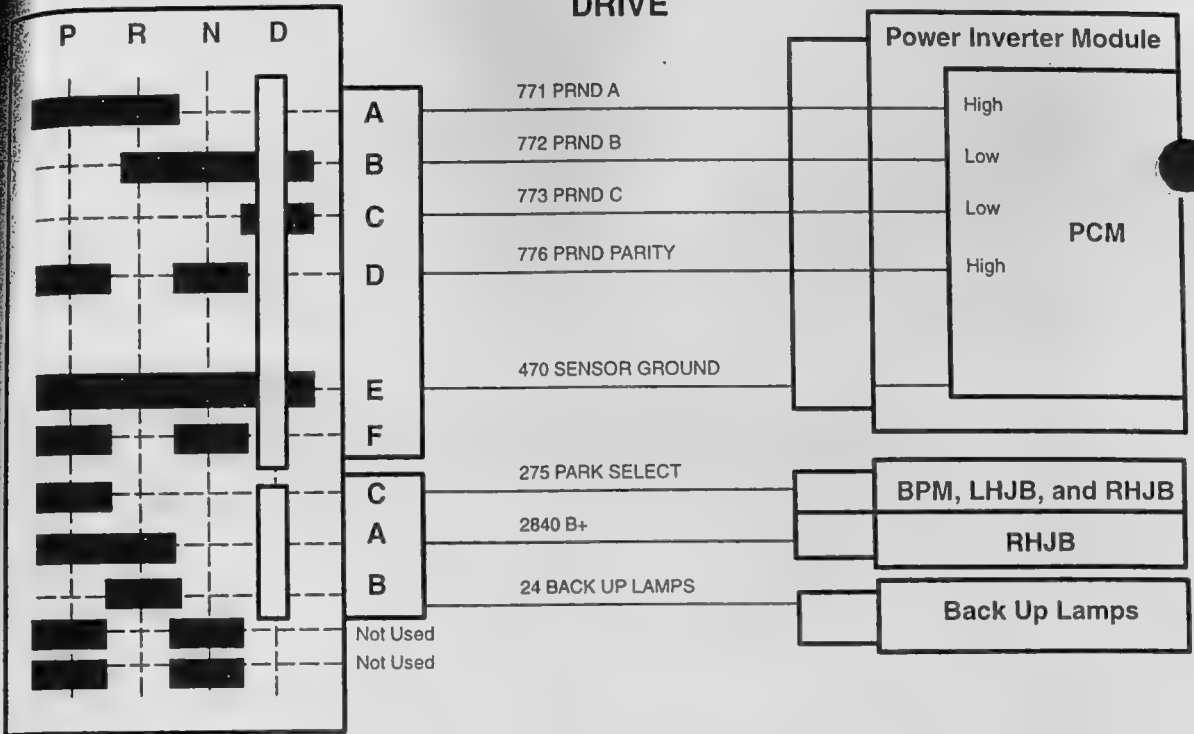 DRIVE
P R N D
A
B
C
D
E
F
C
A
B
Not Used
Not Used
771 PRND A
772 PRND B
773 PRND C
776 PRND PARITY
470 SENSOR GROUND
275 PARK SELECT
2840 B+
24 BACK UP LAMPS
Power Inverter Module
High
Low
Low
High
PCM
BPM, LHJB, and RHJB
RHJB
Back Up Lamps